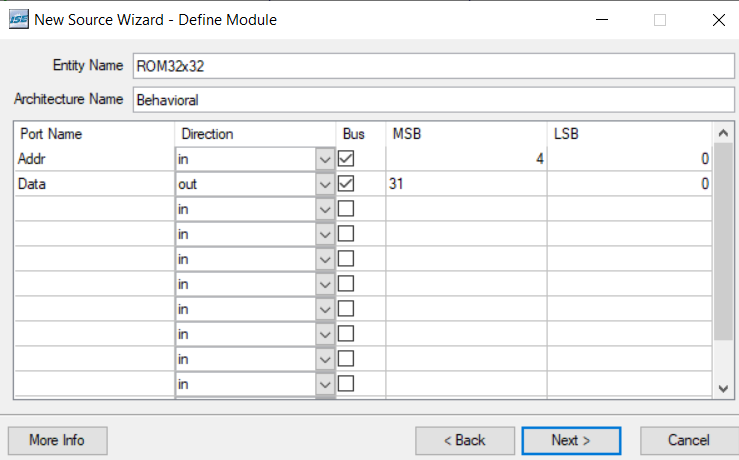 ISE New Source Wizard - Define Module
Entity Name ROM32x32
Architecture Name Behavioral
Port Name Direction Bus MSB LSB
Addr in 4 0
Data out 31 0
in
in
in
in
in
in
in
in
More Info < Back Next > Cancel